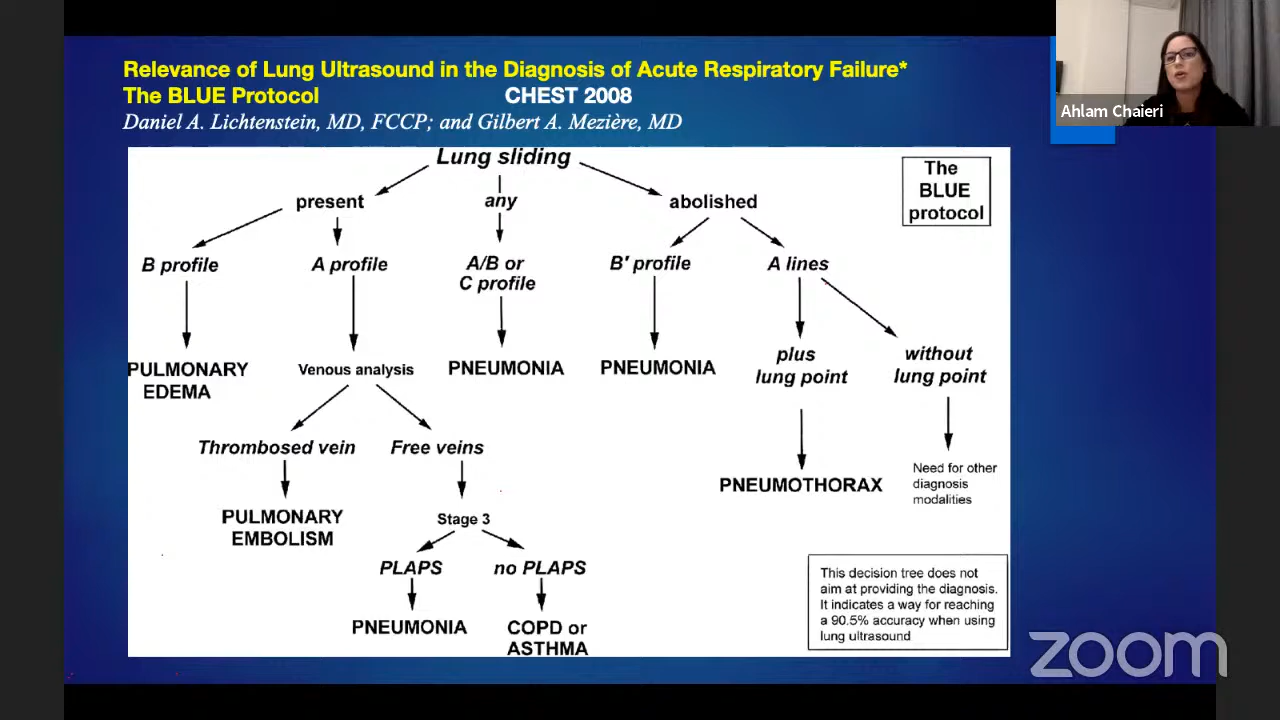 Relevance of Lung Ultrasound in the Diagnosis of Acute Respiratory Failure*
The BLUE Protocol CHEST 2008
Daniel A. Lichtenstein, MD, FCCP; and Gilbert A. Mezière, MD
Ahlam Chaieri
Lung sliding
present
any
abolished
The
BLUE
protocol
B profile
A profile
A/B or
C profile
B' profile
A lines
PULMONARY
EDEMA
Venous analysis
PNEUMONIA
PNEUMONIA
plus
lung point
without
lung point
Thrombosed vein
Free veins
PULMONARY
EMBOLISM
Stage 3
PNEUMOTHORAX
Need for other
diagnosis
modalities
PLAPS
no PLAPS
PNEUMONIA
COPD or
ASTHMA
This decision tree does not
aim at providing the diagnosis.
It indicates a way for reaching
a 90.5% accuracy when using
lung ultrasound
zoom